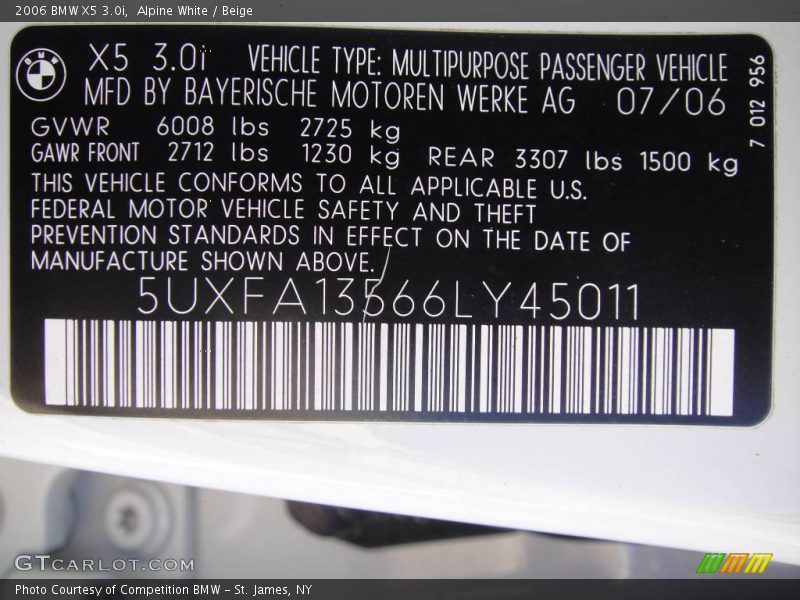 2006 BMW X5 3.0i, Alpine White / Beige
BMW
X5 3.0i VEHICLE TYPE: MULTIPURPOSE PASSENGER VEHICLE
MFD BY BAYERISCHE MOTOREN WERKE AG 07/06
GVWR 6008 lbs 2725 kg
GAWR FRONT 2712 lbs 1230 kg REAR 3307 lbs 1500 kg
THIS VEHICLE CONFORMS TO ALL APPLICABLE U.S.
FEDERAL MOTOR VEHICLE SAFETY AND THEFT
PREVENTION STANDARDS IN EFFECT ON THE DATE OF
MANUFACTURE SHOWN ABOVE.
5UXFA13566LY45011
7 012 956
GTCARLOT.COM
Photo Courtesy of Competition BMW - St. James, NY